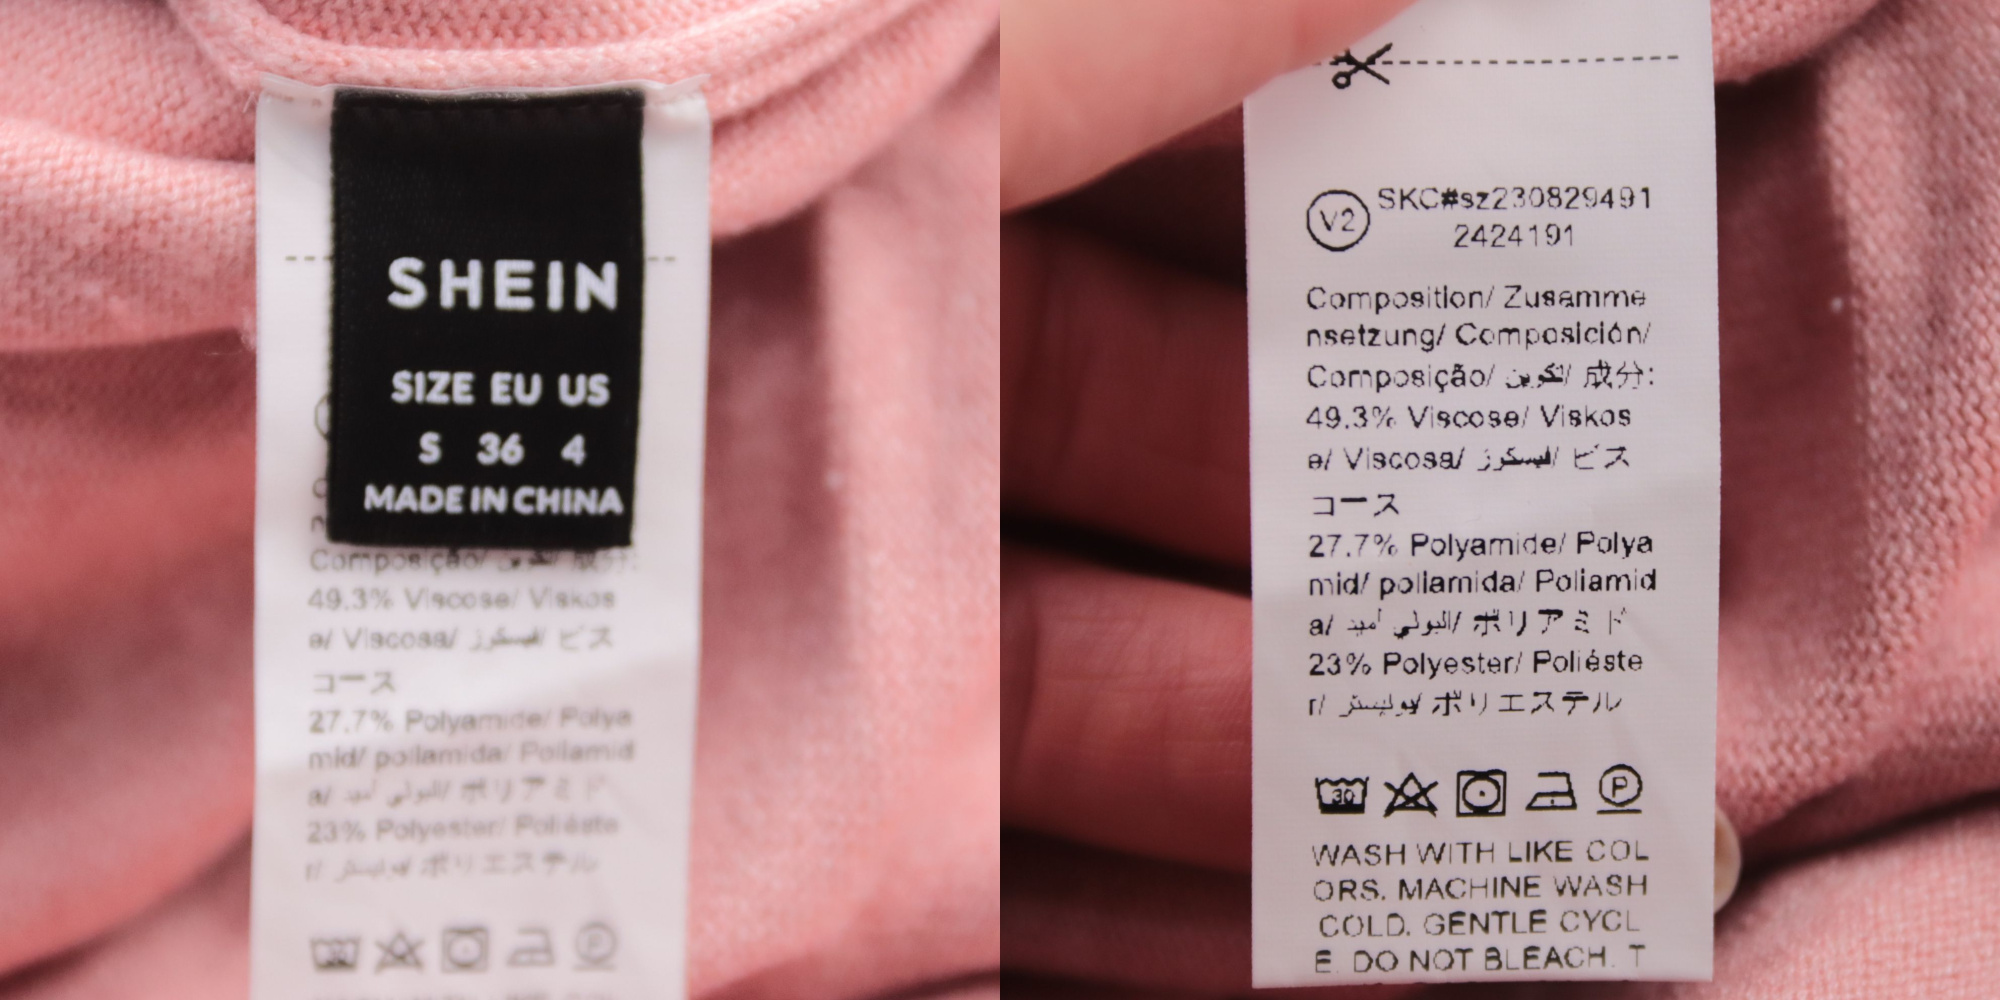 SHEIN
SIZE EU US
S 36 4
MADE IN CHINA
Composição/ تكوين/ 成分:
49.3% Viscose/ Viskos
e/ Viscosa/ فيسكوز/ ビス
コース
27.7% Polyamide/ Polya
mid/ poliamida/ Poliamid
a/ البولي أميد/ ポリアミド
23% Polyester/ Poliéste
r/ بوليستر/ ポリエステル
30
P
V2
SKC#sz230829491
2424191
Composition/ Zusamme
nsetzung/ Composición/
Composição/ تكوين/ 成分:
49.3% Viscose/ Viskos
e/ Viscosa/ فيسكوز/ ビス
コース
27.7% Polyamide/ Polya
mid/ poliamida/ Poliamid
a/ البولي أميد/ ポリアミド
23% Polyester/ Poliéste
r/ بوليستر/ ポリエステル
30
P
WASH WITH LIKE COL
ORS. MACHINE WASH
COLD. GENTLE CYCL
E. DO NOT BLEACH. T